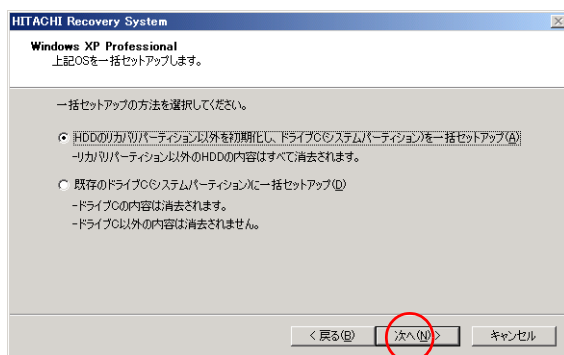 HITACHI Recovery System
Windows XP Professional
上記OSを一括セットアップします。
一括セットアップの方法を選択してください。
HDDのリカバリパーティション以外を初期化し、ドライブC(システムパーティション)を一括セットアップ(A)
-リカバリパーティション以外のHDDの内容はすべて消去されます。
既存のドライブC(システムパーティション)に一括セットアップ(D)
-ドライブCの内容は消去されます。
-ドライブC以外の内容は消去されません。
< 戻る(B) 次へ(N) > キャンセル